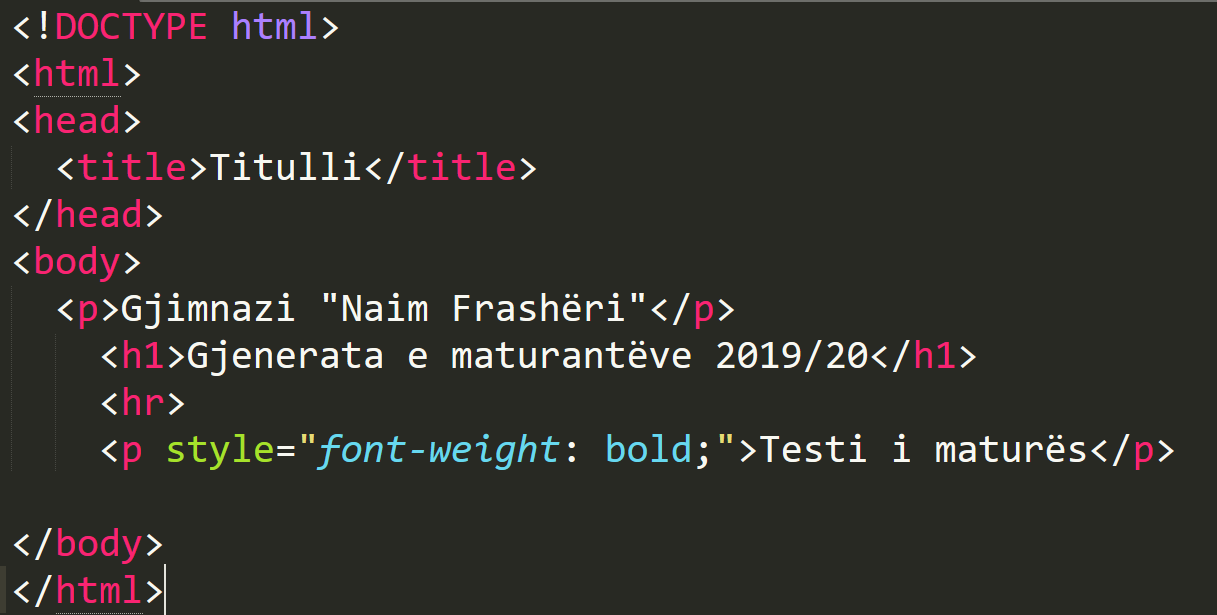 <!DOCTYPE html>
<html>
<head>
  <title>Titulli</title>
</head>
<body>
  <p>Gjimnazi "Naim Frashëri"</p>
    <h1>Gjenerata e maturantëve 2019/20</h1>
    <hr>
    <p style="font-weight: bold;">Testi i maturës</p>

</body>
</html>